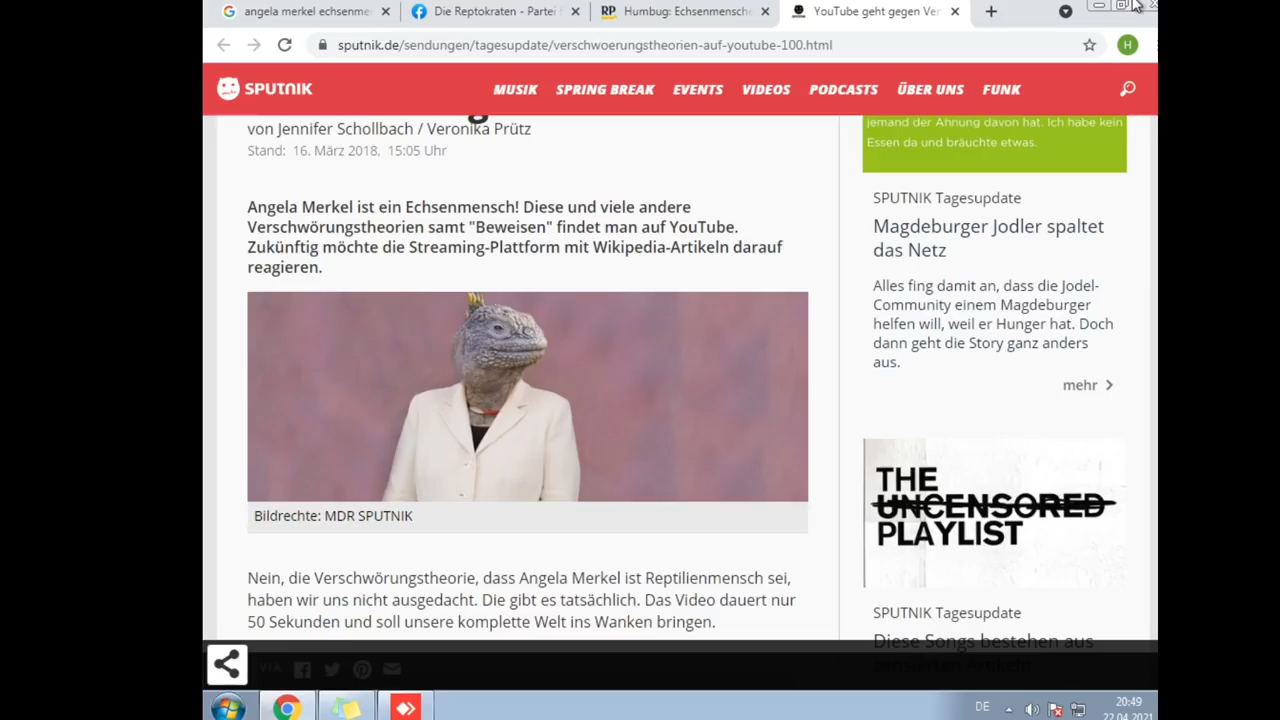 angela merkel echsenmen
Die Reptokraten - Partei f
Humbug: Echsenmensche
YouTube geht gegen Ver
sputnik.de/sendungen/tagesupdate/verschwoerungstheorien-auf-youtube-100.html
H
SPUTNIK
MUSIK SPRING BREAK EVENTS VIDEOS PODCASTS ÜBER UNS FUNK
von Jennifer Schollbach / Veronika Prütz
Stand: 16. März 2018, 15:05 Uhr
Angela Merkel ist ein Echsenmensch! Diese und viele andere
Verschwörungstheorien samt "Beweisen" findet man auf YouTube.
Zukünftig möchte die Streaming-Plattform mit Wikipedia-Artikeln darauf
reagieren.
Bildrechte: MDR SPUTNIK
Nein, die Verschwörungstheorie, dass Angela Merkel ist Reptilienmensch sei,
haben wir uns nicht ausgedacht. Die gibt es tatsächlich. Das Video dauert nur
50 Sekunden und soll unsere komplette Welt ins Wanken bringen.
jemand der Ahnung davon hat. Ich habe kein
Essen da und bräuchte etwas.
SPUTNIK Tagesupdate
Magdeburger Jodler spaltet
das Netz
Alles fing damit an, dass die Jodel-
Community einem Magdeburger
helfen will, weil er Hunger hat. Doch
dann geht die Story ganz anders
aus.
mehr
THE
UNCENSORED
PLAYLIST
SPUTNIK Tagesupdate
Diese Songs bestehen aus
zensierten Artikeln
VIA
DE
20:49
22.04.2021